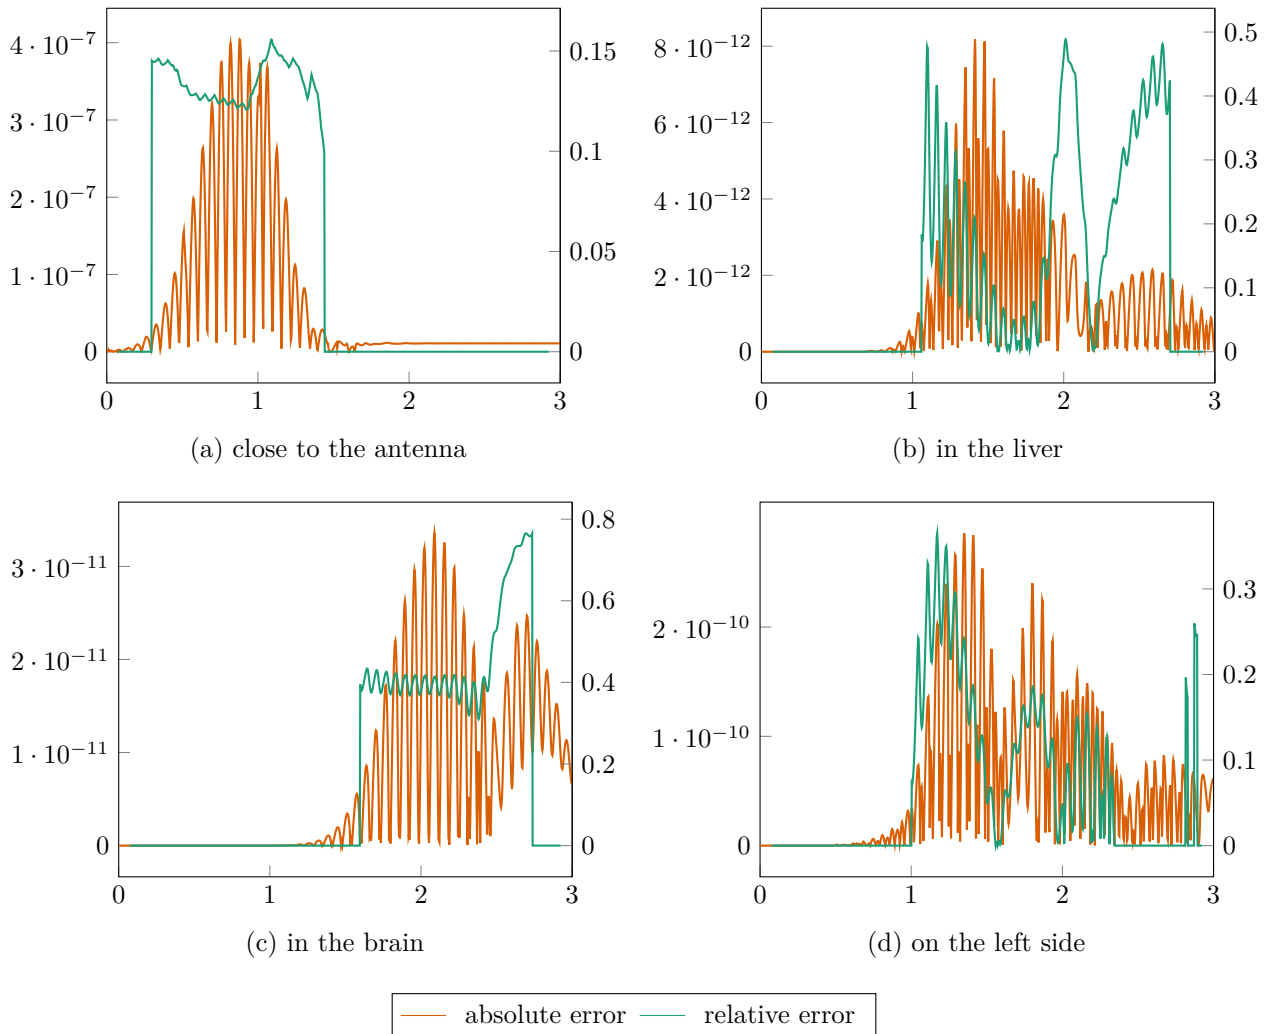 4 · 10⁻⁷
3 · 10⁻⁷
2 · 10⁻⁷
1 · 10⁻⁷
0
0.15
0.1
0.05
0
0 1 2 3
(a) close to the antenna
8 · 10⁻¹²
6 · 10⁻¹²
4 · 10⁻¹²
2 · 10⁻¹²
0
0.5
0.4
0.3
0.2
0.1
0
0 1 2 3
(b) in the liver
3 · 10⁻¹¹
2 · 10⁻¹¹
1 · 10⁻¹¹
0
0.8
0.6
0.4
0.2
0
0 1 2 3
(c) in the brain
2 · 10⁻¹⁰
1 · 10⁻¹⁰
0
0.3
0.2
0.1
0
0 1 2 3
(d) on the left side
absolute error relative error